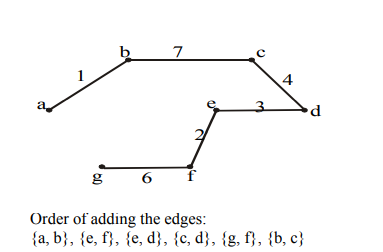 b 7 c
1 4
a e 3 d
2
g 6 f
Order of adding the edges:
{a, b}, {e, f}, {e, d}, {c, d}, {g, f}, {b, c}